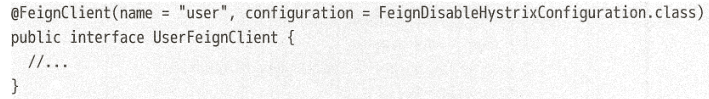 @FeignClient(name = "user", configuration = FeignDisableHystrixConfiguration.class)
public interface UserFeignClient {
  //...
}